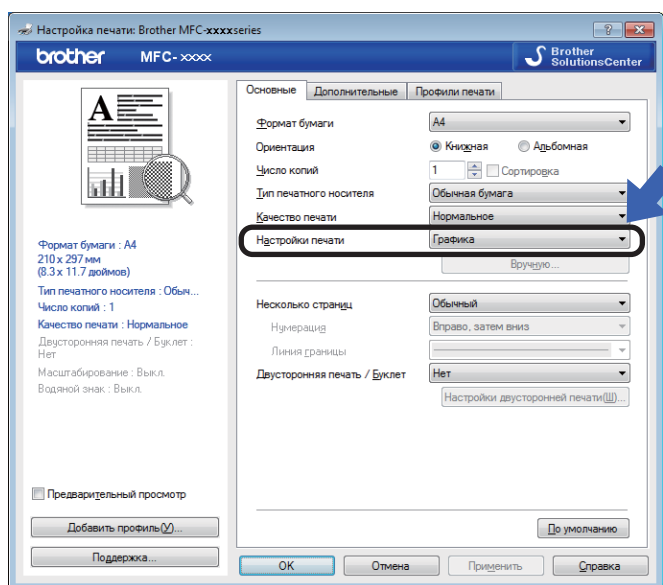 Настройка печати: Brother MFC-xxxxseries
brother MFC-xxxx
Brother
SolutionsCenter
A
Формат бумаги : A4
210 x 297 мм
(8.3 x 11.7 дюймов)
Тип печатного носителя : Обыч...
Число копий : 1
Качество печати : Нормальное
Двусторонняя печать / Буклет :
Нет
Масштабирование : Выкл.
Водяной знак : Выкл.
Предварительный просмотр
Добавить профиль(У)...
Поддержка...
Основные Дополнительные Профили печати
Формат бумаги A4
Ориентация Книжная Альбомная
Число копий 1 Сортировка
Тип печатного носителя Обычная бумага
Качество печати Нормальное
Настройки печати Графика
Вручную...
Несколько страниц Обычный
Нумерация Вправо, затем вниз
Линия границы
Двусторонняя печать / Буклет Нет
Настройки двусторонней печати(Ш)...
По умолчанию
OK Отмена Применить Справка